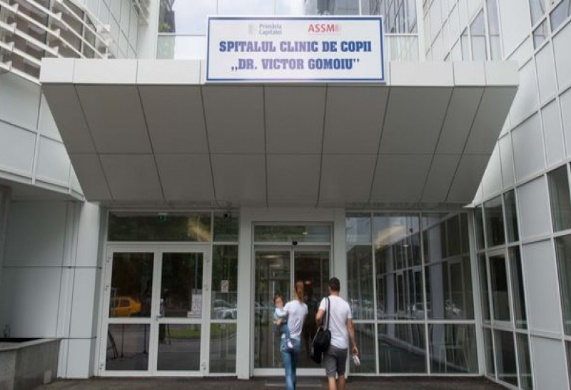 Primăria
Capitalei
ASSMB
SPITALUL CLINIC DE COPII
„DR. VICTOR GOMOIU"